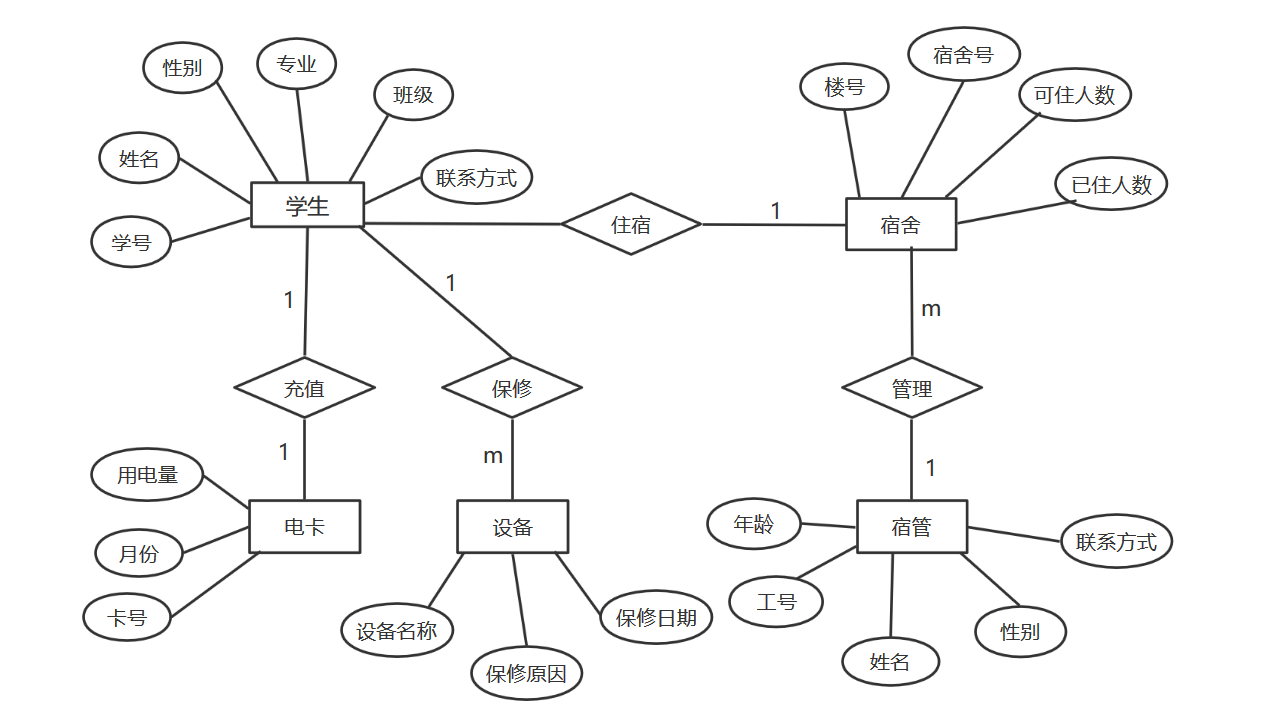 宿舍号
专业
性别
楼号
班级
可住人数
姓名
联系方式
已住人数
学生
1
住宿
宿舍
学号
1
1
m
充值
保修
管理
1
m
1
用电量
电卡
设备
年龄
宿管
联系方式
月份
工号
卡号
设备名称
保修日期
性别
姓名
保修原因